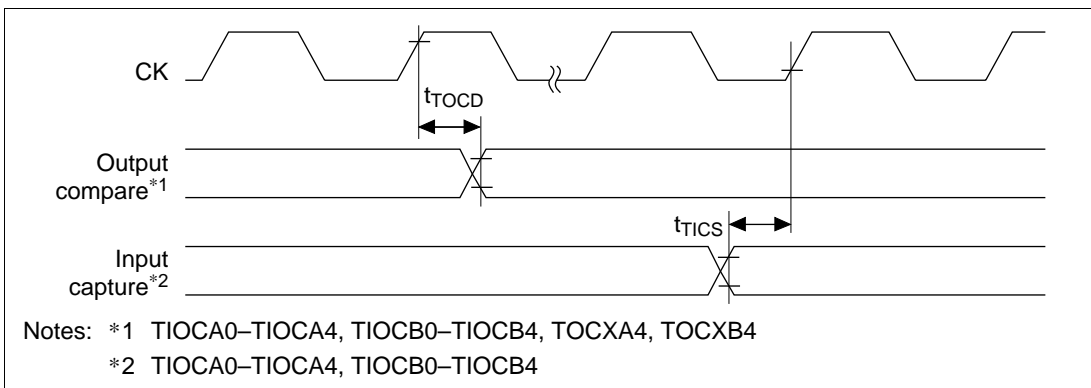 CK
tTOCD
Output
compare*1
tTICS
Input
capture*2
Notes: *1 TIOCA0–TIOCA4, TIOCB0–TIOCB4, TOCXA4, TOCXB4
*2 TIOCA0–TIOCA4, TIOCB0–TIOCB4